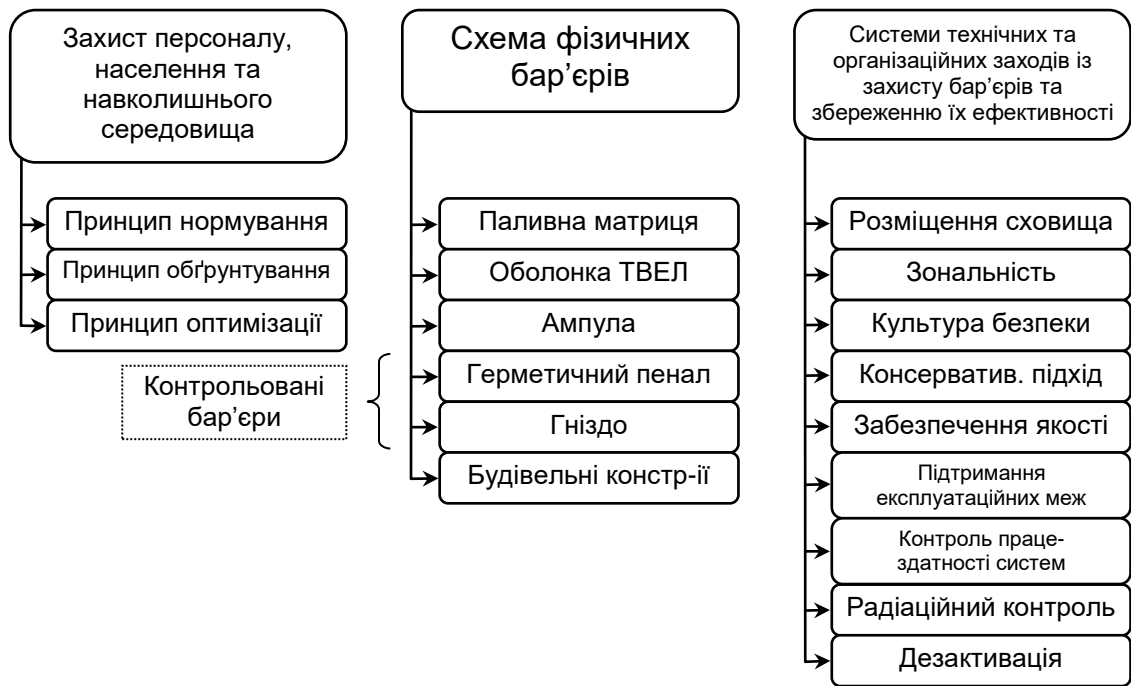 Захист персоналу,
населення та
навколишнього
середовища
Принцип нормування
Принцип обґрунтування
Принцип оптимізації
Контрольовані
бар’єри
Схема фізичних
бар’єрів
Паливна матриця
Оболонка ТВЕЛ
Ампула
Герметичний пенал
Гніздо
Будівельні констр-ії
Системи технічних та
організаційних заходів із
захисту бар’єрів та
збереженню їх ефективності
Розміщення сховища
Зональність
Культура безпеки
Консерватив. підхід
Забезпечення якості
Підтримання
експлуатаційних меж
Контроль праце-
здатності систем
Радіаційний контроль
Дезактивація